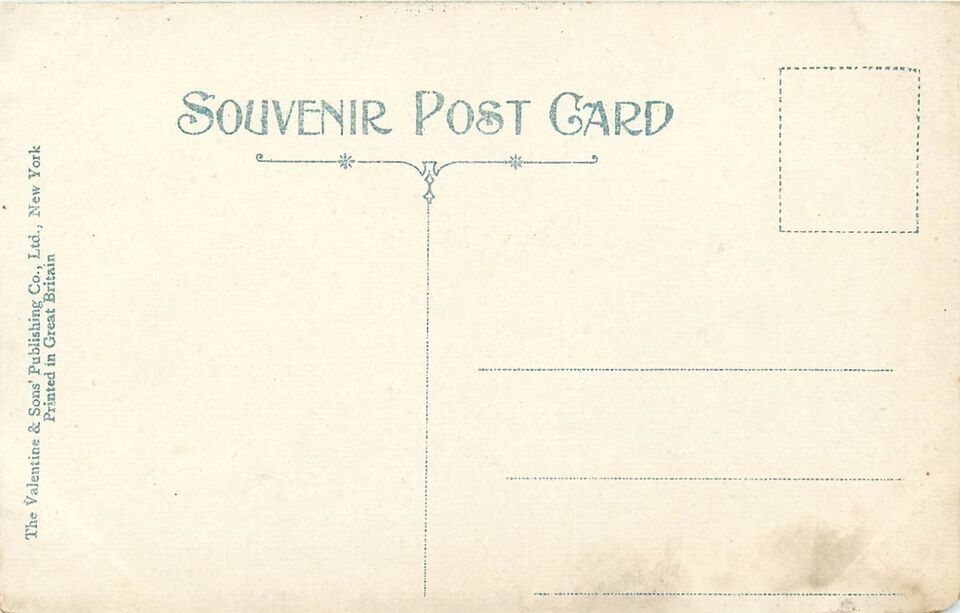 SOUVENIR POST CARD
The Valentine & Sons' Publishing Co., Ltd., New York
Printed in Great Britain